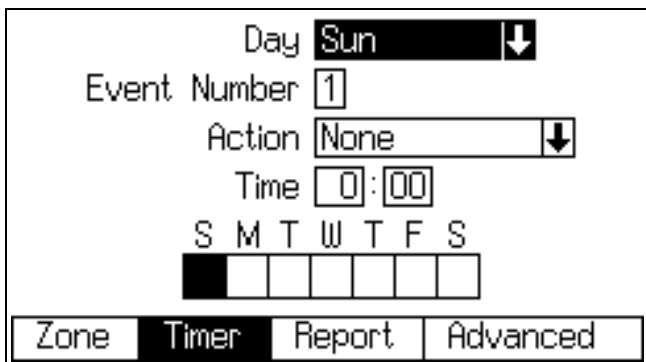 Day Sun
Event Number 1
Action None
Time 0:00
S M T W T F S
Zone Timer Report Advanced